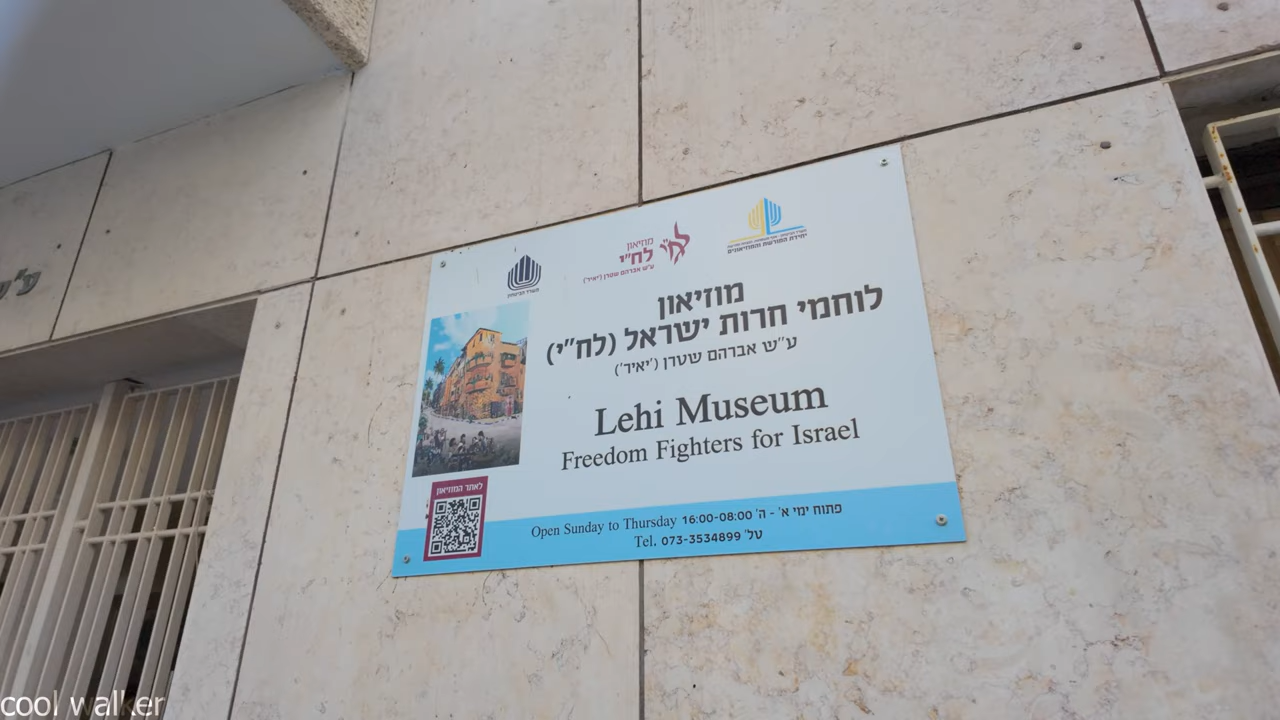 ע"ש
משרד הביטחון
מוזיאון
לח"י
ע"ש אברהם שטרן ('יאיר')
יחידת המורשת והמוזיאונים
מוזיאון
לוחמי חרות ישראל (לח"י)
ע"ש אברהם שטרן ('יאיר')
Lehi Museum
Freedom Fighters for Israel
לאתר המוזיאון
Open Sunday to Thursday 16:00-08:00 פתוח ימי א' - ה'
Tel. 073-3534899 טל'
cool walker